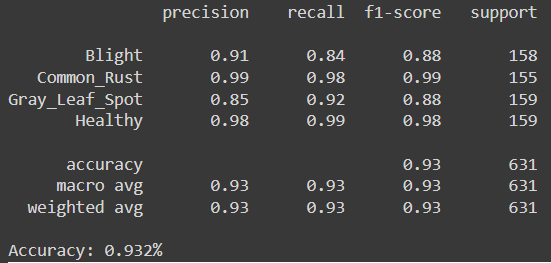 precision recall f1-score support
Blight 0.91 0.84 0.88 158
Common_Rust 0.99 0.98 0.99 155
Gray_Leaf_Spot 0.85 0.92 0.88 159
Healthy 0.98 0.99 0.98 159
accuracy 0.93 631
macro avg 0.93 0.93 0.93 631
weighted avg 0.93 0.93 0.93 631
Accuracy: 0.932%